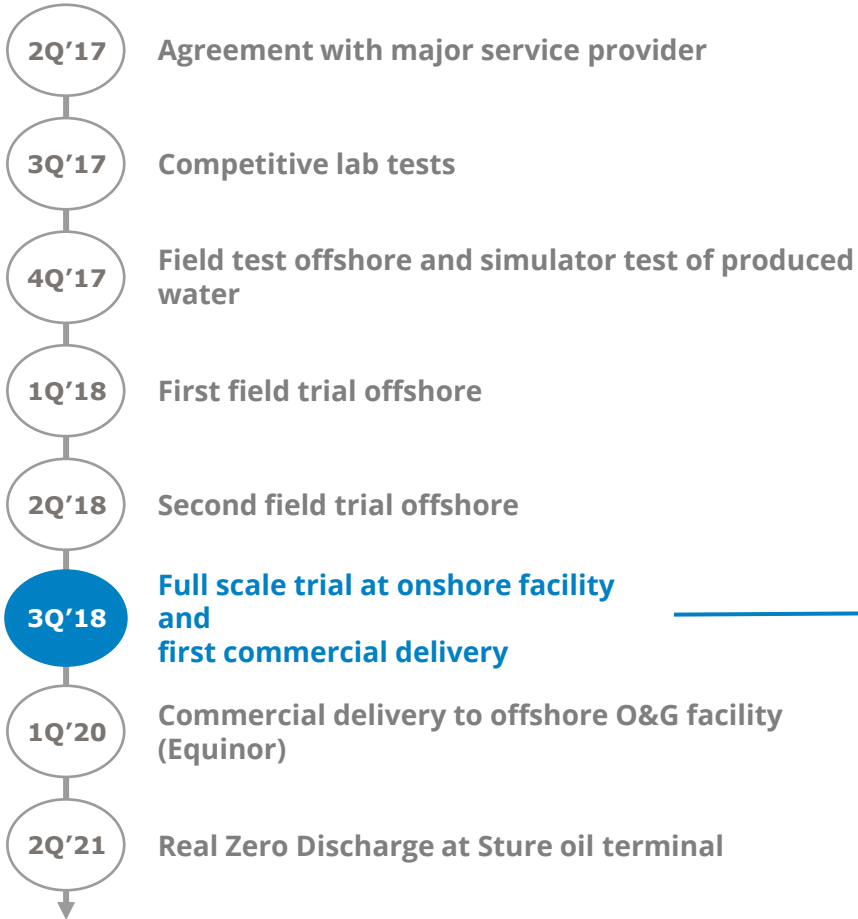 2Q’17 Agreement with major service provider
3Q’17 Competitive lab tests
4Q’17 Field test offshore and simulator test of produced
water
1Q’18 First field trial offshore
2Q’18 Second field trial offshore
3Q’18 Full scale trial at onshore facility
and
first commercial delivery
1Q’20 Commercial delivery to offshore O&G facility
(Equinor)
2Q’21 Real Zero Discharge at Sture oil terminal